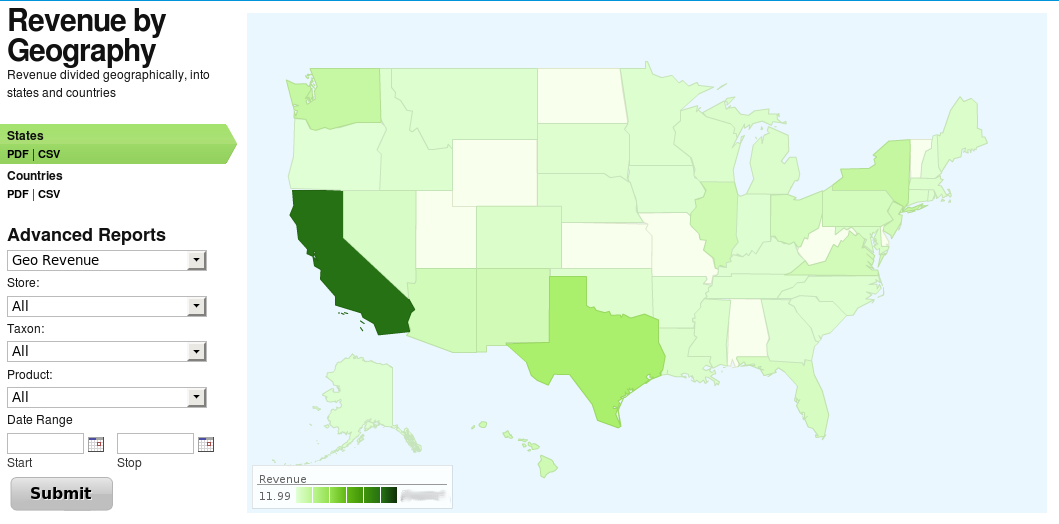 Revenue by
Geography
Revenue divided geographically, into
states and countries
States
PDF | CSV
Countries
PDF | CSV
Advanced Reports
Geo Revenue
Store:
All
Taxon:
All
Product:
All
Date Range
Start Stop
Submit
Revenue
11.99